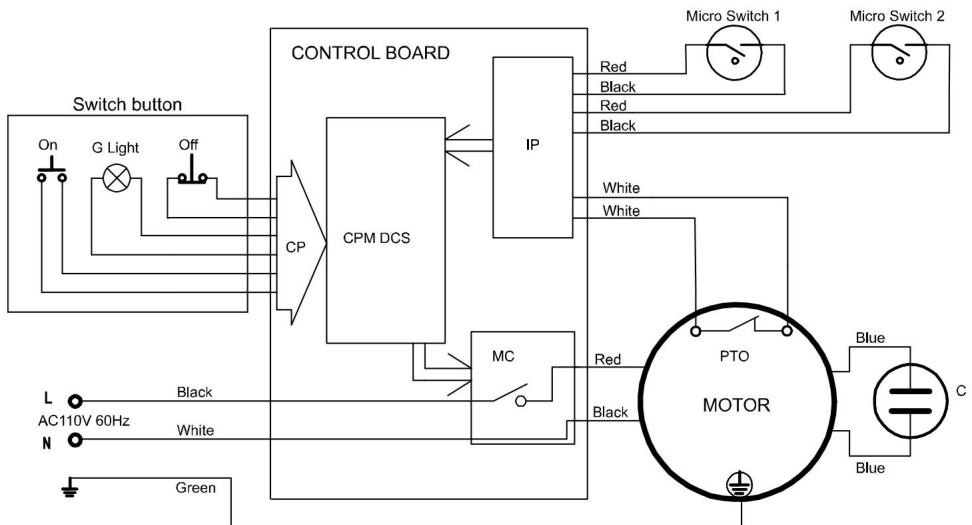 Micro Switch 1
Micro Switch 2
CONTROL BOARD
Red
Black
Red
Black
Switch button
On
G Light
Off
IP
White
White
CP
CPM DCS
MC
Red
PTO
Blue
L
Black
AC110V 60Hz
Black
MOTOR
C
N
White
Blue
Green